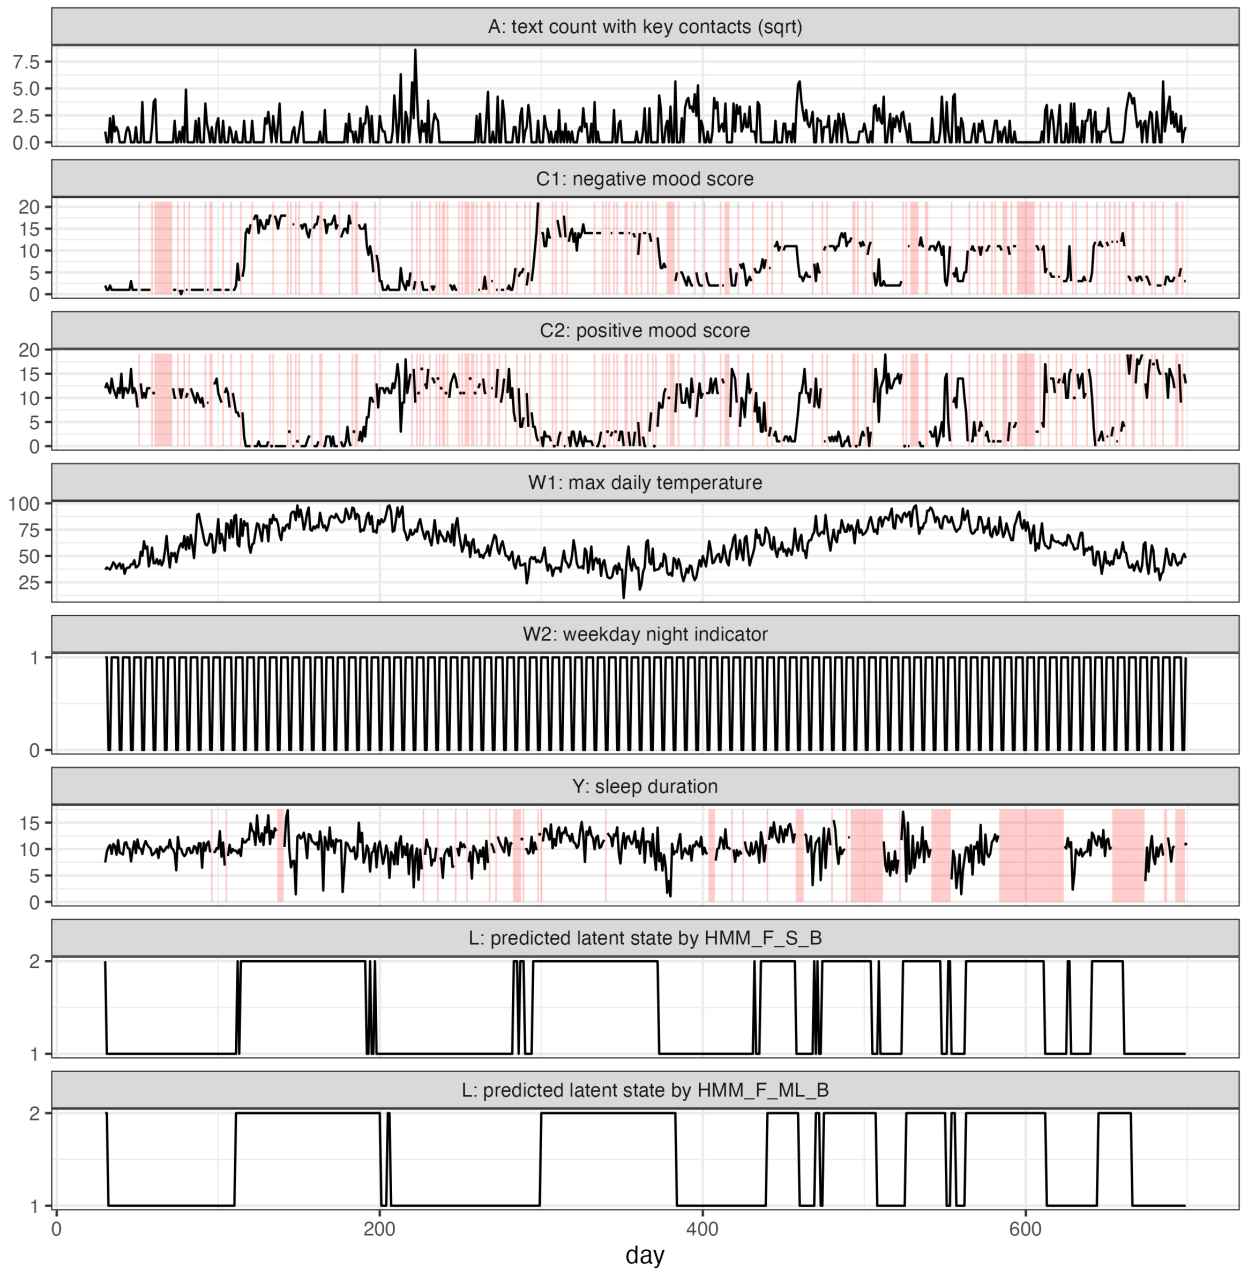 A: text count with key contacts (sqrt)
7.5
5.0
2.5
0.0
C1: negative mood score
20
15
10
5
0
C2: positive mood score
20
15
10
5
0
W1: max daily temperature
100
75
50
25
W2: weekday night indicator
1
0
Y: sleep duration
15
10
5
0
L: predicted latent state by HMM_F_S_B
2
1
L: predicted latent state by HMM_F_ML_B
2
1
0 200 400 600
day